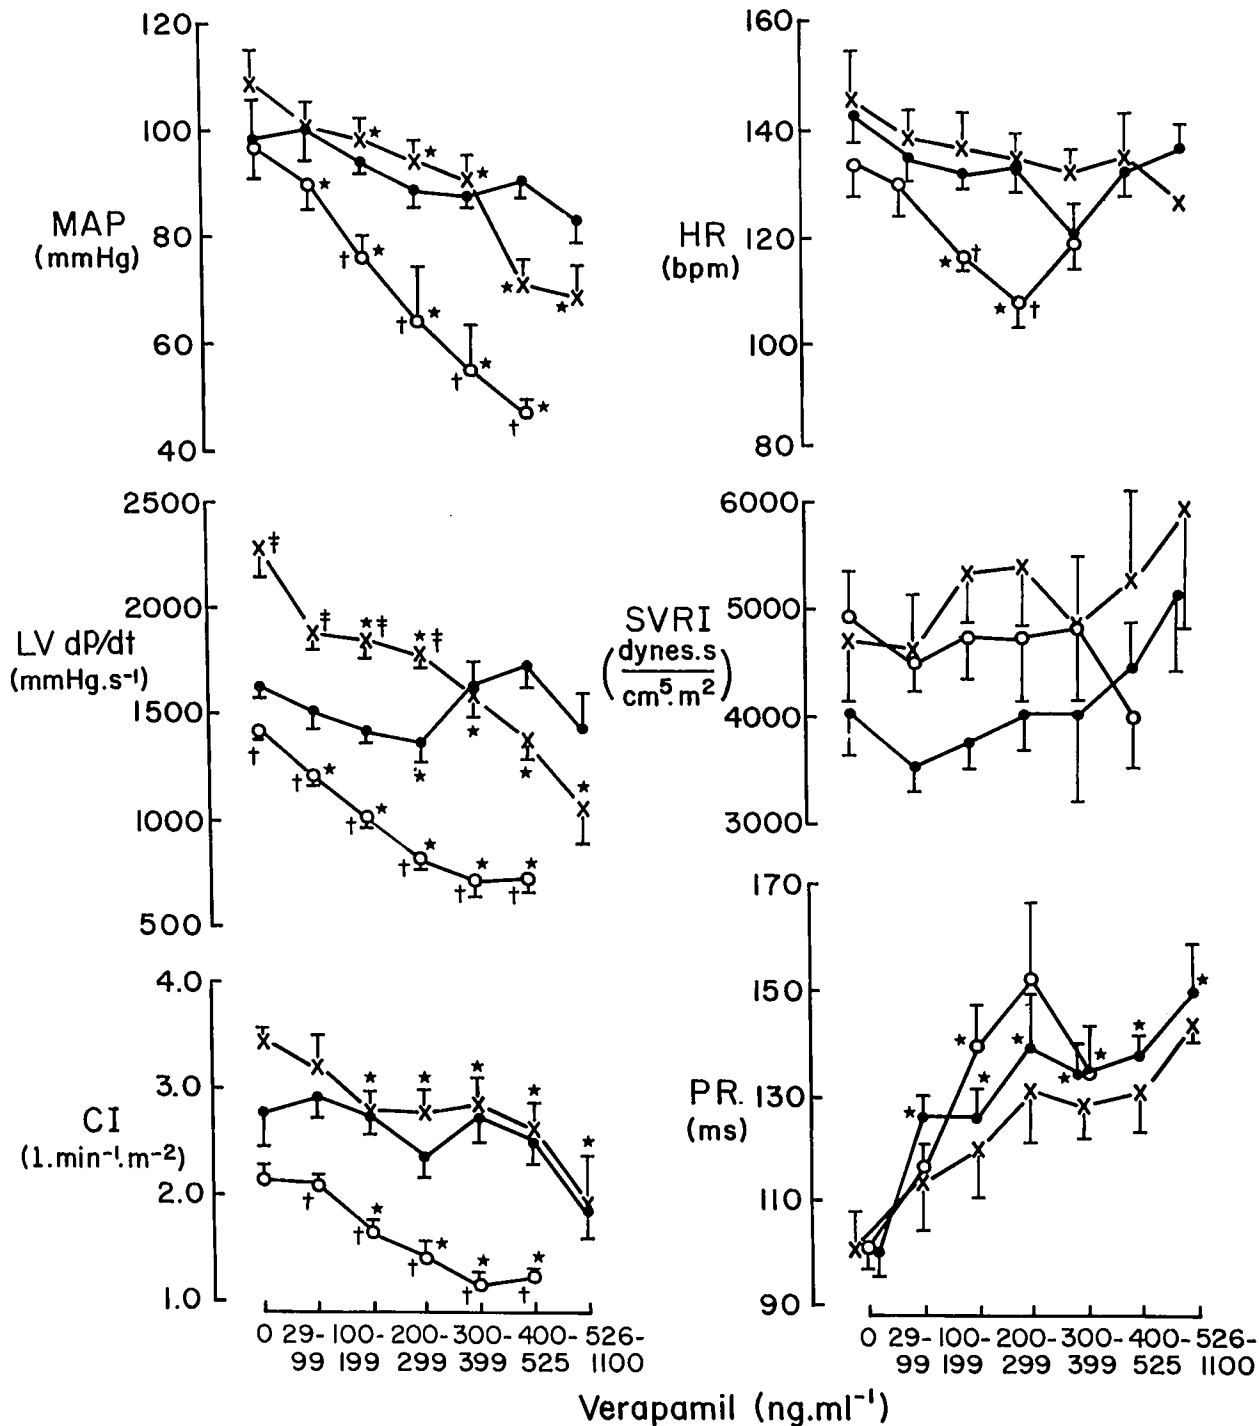 120
100
80
60
40
MAP
(mmHg)
160
140
120
100
80
HR
(bpm)
2500
2000
1500
1000
500
LV dP/dt
(mmHg.s⁻¹)
6000
5000
4000
3000
SVRI
(dynes.s
cm⁵.m²)
4.0
3.0
2.0
1.0
CI
(1.min⁻¹.m⁻²)
170
150
130
110
90
PR.
(ms)
0 29- 100- 200- 300- 400- 526-
99 199 299 399 525 1100
0 29- 100- 200- 300- 400- 526-
99 199 299 399 525 1100
Verapamil (ng.ml⁻¹)